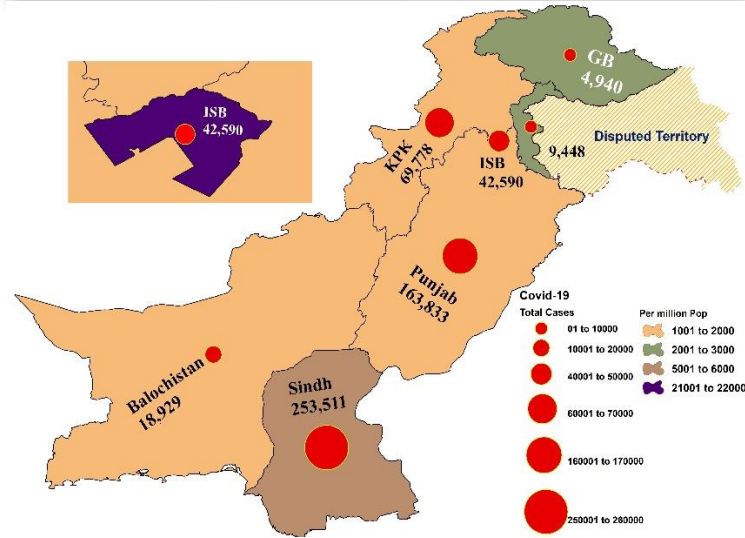 ISB
42,590
GB
4,940
Disputed Territory
9,448
KPK
69,778
ISB
42,590
Punjab
163,833
Balochistan
18,929
Sindh
253,511
Covid-19
Total Cases
01 to 10000
10001 to 20000
40001 to 50000
60001 to 70000
160001 to 170000
250001 to 260000
Per million Pop
1001 to 2000
2001 to 3000
5001 to 6000
21001 to 22000